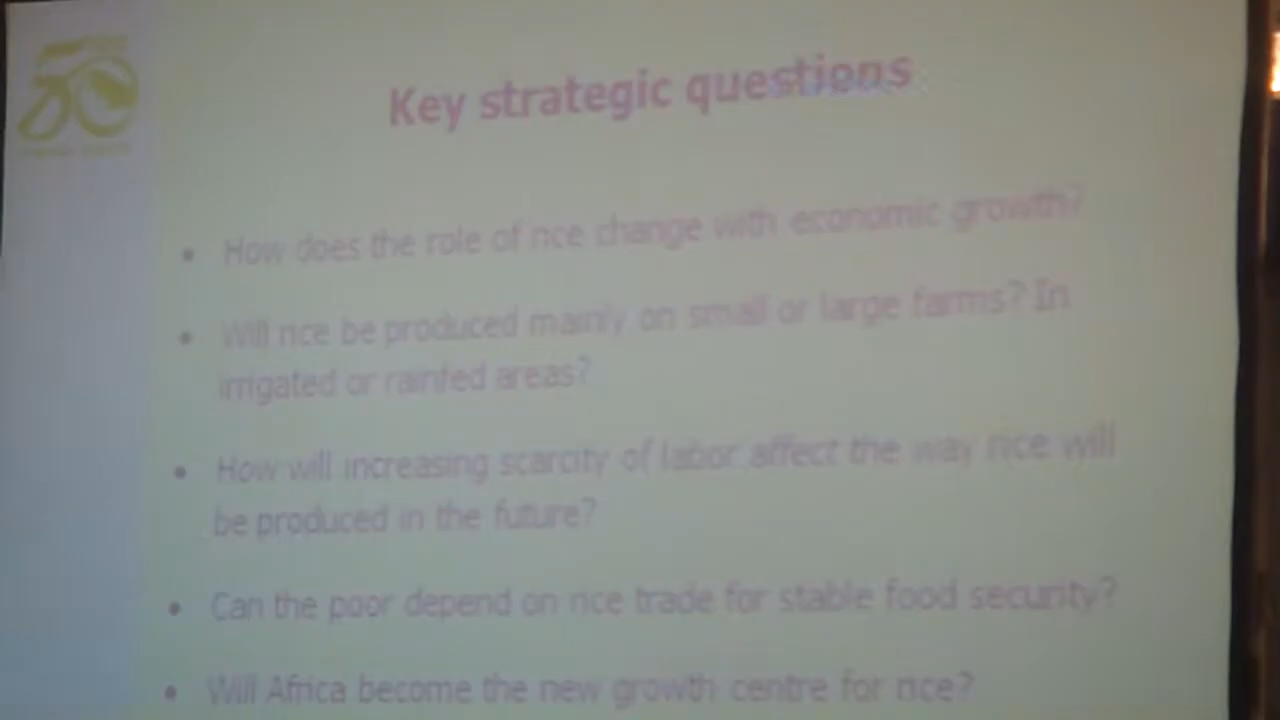 Key strategic questions
• How does the role of rice change with economic growth?
• Will rice be produced mainly on small or large farms? In
irrigated or rainfed areas?
• How will increasing scarcity of labor affect the way rice will
be produced in the future?
• Can the poor depend on rice trade for stable food security?
• Will Africa become the new growth centre for rice?